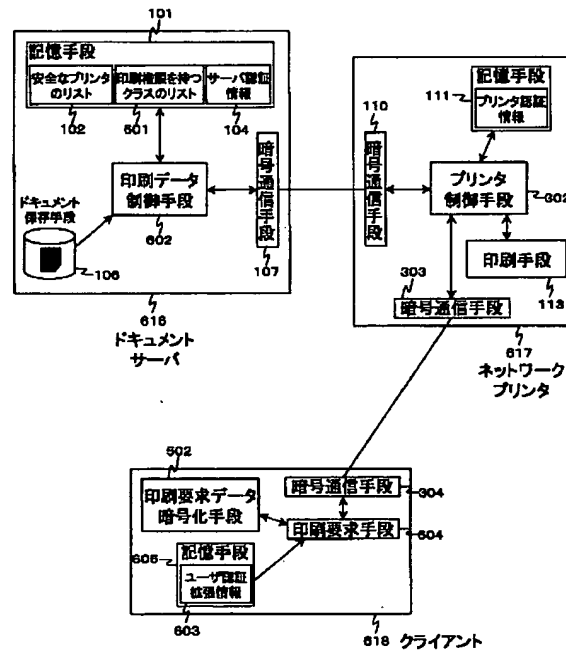 101
記憶手段
安全なプリンタ
のリスト
印刷権限を持つ
クラスのリスト
サーバ認証
情報
102
601
104
ドキュメント
保存手段
印刷データ
制御手段
602
暗号通信手段
107
106
616
ドキュメント
サーバ
記憶手段
111
プリンタ認証
情報
110
暗号通信手段
プリンタ
制御手段
302
印刷手段
113
303
暗号通信手段
617
ネットワーク
プリンタ
502
印刷要求データ
暗号化手段
暗号通信手段
304
印刷要求手段
604
605
記憶手段
ユーザ認証
拡張情報
603
618
クライアント